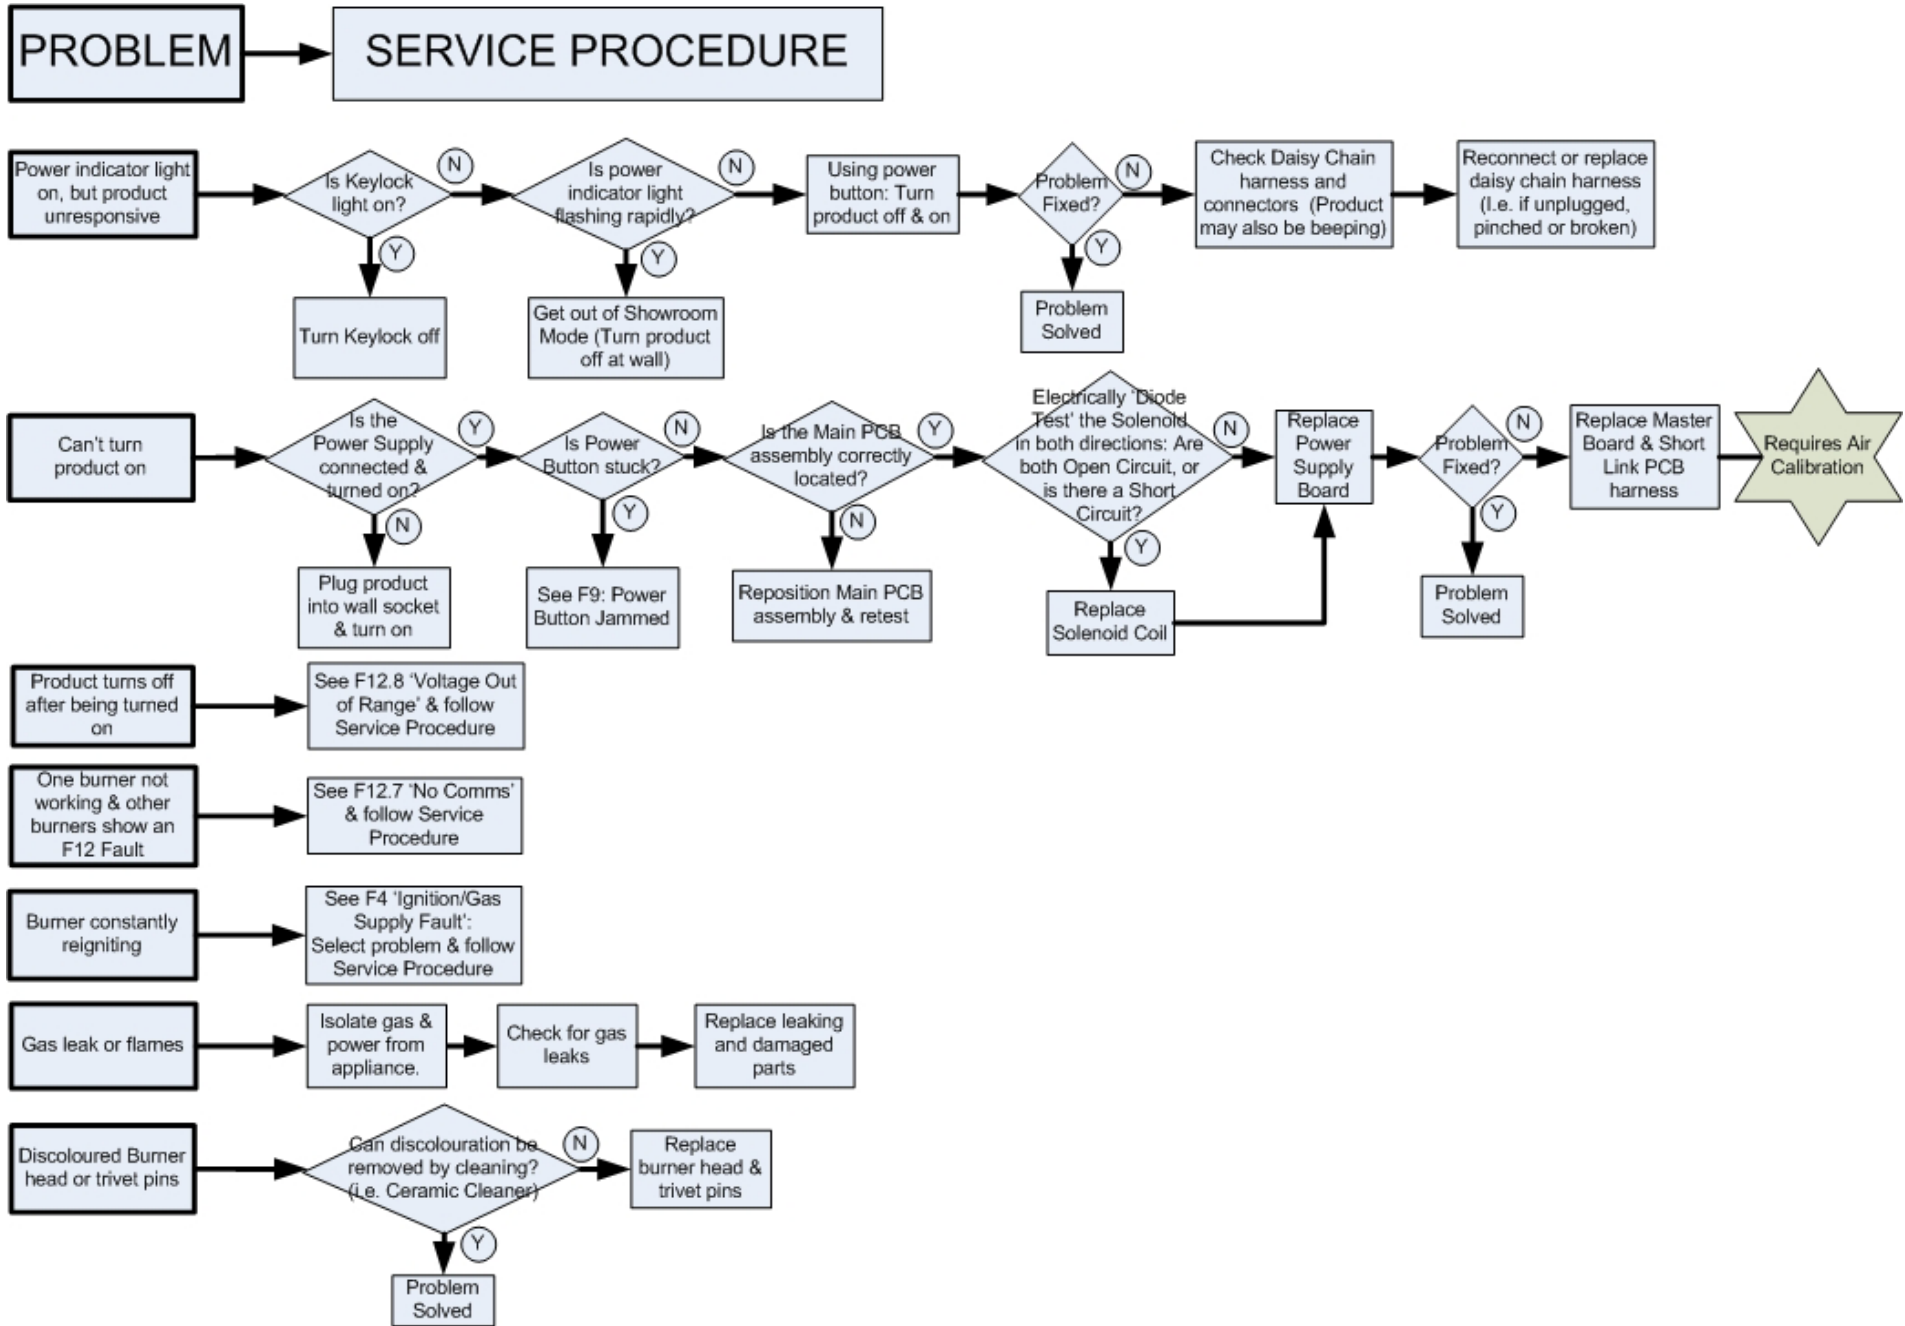 PROBLEM
SERVICE PROCEDURE
Power indicator light
on, but product
unresponsive
Is Keylock
light on?
N
Y
Turn Keylock off
Is power
indicator light
flashing rapidly?
N
Y
Get out of Showroom
Mode (Turn product
off at wall)
Using power
button: Turn
product off & on
Problem
Fixed?
N
Y
Problem
Solved
Check Daisy Chain
harness and
connectors (Product
may also be beeping)
Reconnect or replace
daisy chain harness
(I.e. if unplugged,
pinched or broken)
Can't turn
product on
Is the
Power Supply
connected &
turned on?
Y
N
Plug product
into wall socket
& turn on
Is Power
Button stuck?
N
Y
See F9: Power
Button Jammed
Is the Main PCB
assembly correctly
located?
Y
N
Reposition Main PCB
assembly & retest
Electrically 'Diode
Test' the Solenoid
in both directions: Are
both Open Circuit, or
is there a Short
Circuit?
N
Y
Replace
Solenoid Coil
Replace
Power
Supply
Board
Problem
Fixed?
N
Y
Problem
Solved
Replace Master
Board & Short
Link PCB
harness
Requires Air
Calibration
Product turns off
after being turned
on
See F12.8 'Voltage Out
of Range' & follow
Service Procedure
One burner not
working & other
burners show an
F12 Fault
See F12.7 'No Comms'
& follow Service
Procedure
Burner constantly
reigniting
See F4 'Ignition/Gas
Supply Fault':
Select problem & follow
Service Procedure
Gas leak or flames
Isolate gas &
power from
appliance.
Check for gas
leaks
Replace leaking
and damaged
parts
Discoloured Burner
head or trivet pins
Can discolouration be
removed by cleaning?
(i.e. Ceramic Cleaner)
N
Y
Replace
burner head &
trivet pins
Problem
Solved